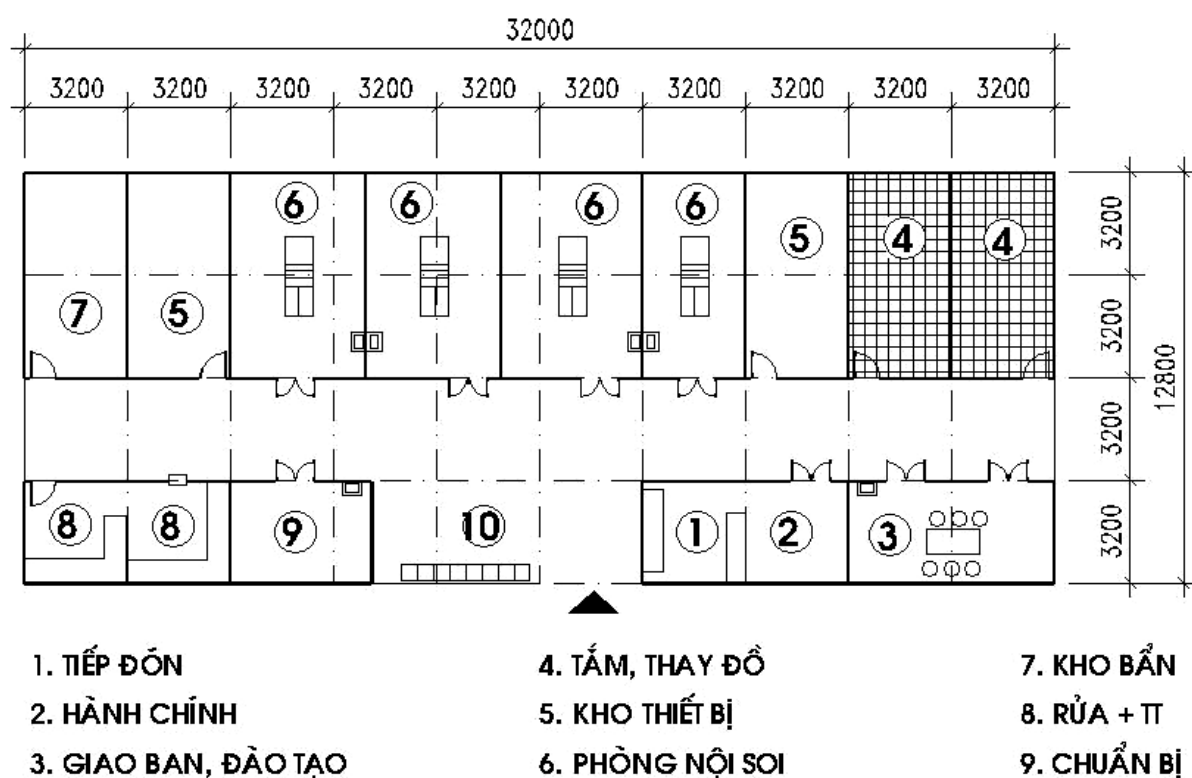 32000
3200 3200 3200 3200 3200 3200 3200 3200 3200 3200
6 6 6 6 5 4 4
7 5
3200
3200
3200
3200
12800
8 8 9 10 1 2 3
1. TIẾP ĐÓN
2. HÀNH CHÍNH
3. GIAO BAN, ĐÀO TẠO
4. TẮM, THAY ĐỒ
5. KHO THIẾT BỊ
6. PHÒNG NỘI SOI
7. KHO BẨN
8. RỬA + TT
9. CHUẨN BỊ